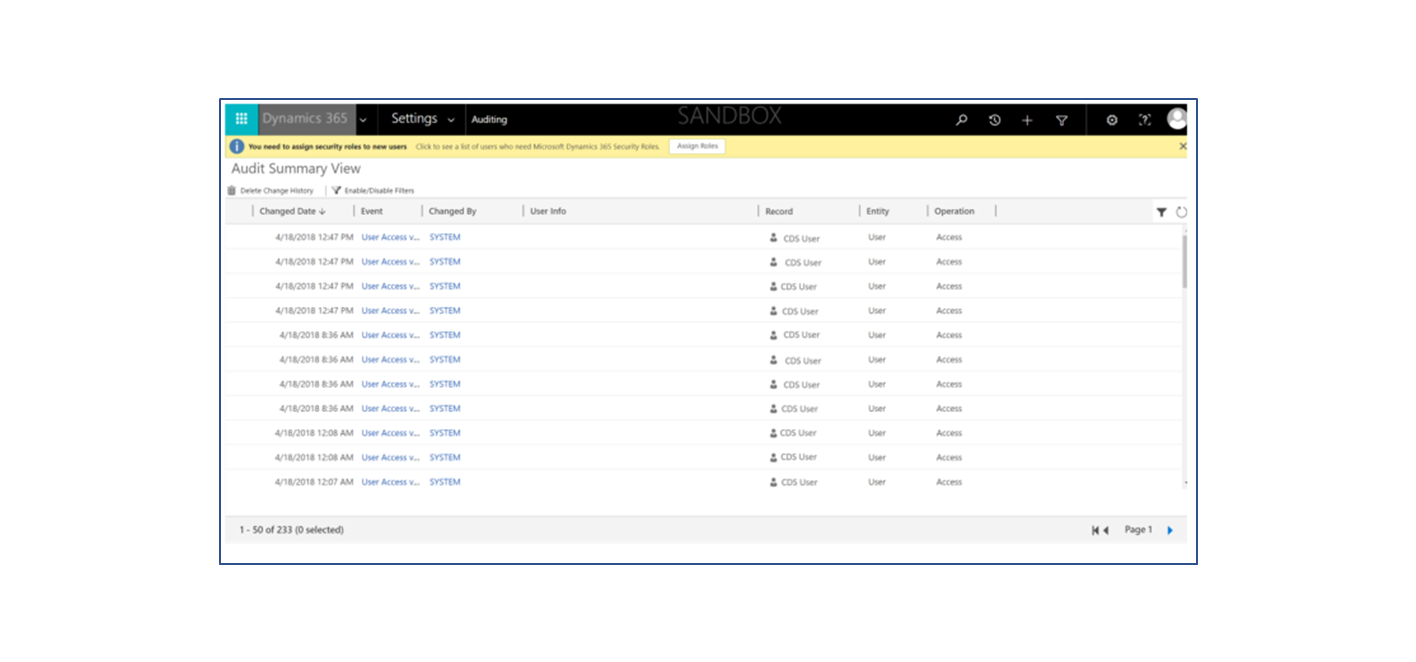 Dynamics 365 Settings Auditing SANDBOX
You need to assign security roles to new users Click to see a list of users who need Microsoft Dynamics 365 Security Roles. Assign Roles
Audit Summary View
Delete Change History Enable/Disable Filters
Changed Date Event Changed By User Info Record Entity Operation
4/18/2018 12:47 PM User Access v... SYSTEM CDS User User Access
4/18/2018 12:47 PM User Access v... SYSTEM CDS User User Access
4/18/2018 12:47 PM User Access v... SYSTEM CDS User User Access
4/18/2018 12:47 PM User Access v... SYSTEM CDS User User Access
4/18/2018 8:36 AM User Access v... SYSTEM CDS User User Access
4/18/2018 8:36 AM User Access v... SYSTEM CDS User User Access
4/18/2018 8:36 AM User Access v... SYSTEM CDS User User Access
4/18/2018 8:36 AM User Access v... SYSTEM CDS User User Access
4/18/2018 12:08 AM User Access v... SYSTEM CDS User User Access
4/18/2018 12:08 AM User Access v... SYSTEM CDS User User Access
4/18/2018 12:07 AM User Access v... SYSTEM CDS User User Access
1 - 50 of 233 (0 selected) Page 1